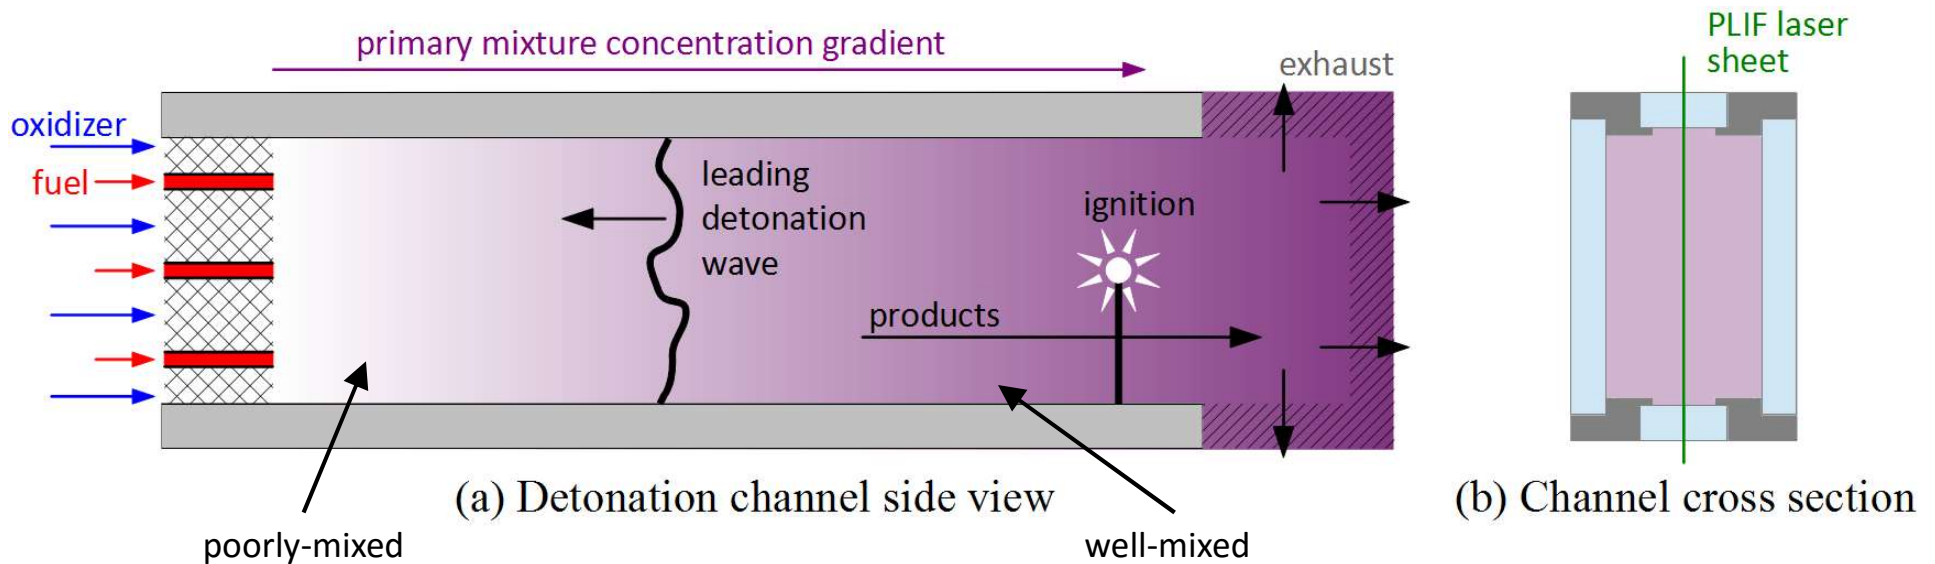 primary mixture concentration gradient
exhaust
PLIF laser
sheet
oxidizer
fuel
leading
detonation
wave
ignition
products
(a) Detonation channel side view
(b) Channel cross section
poorly-mixed
well-mixed